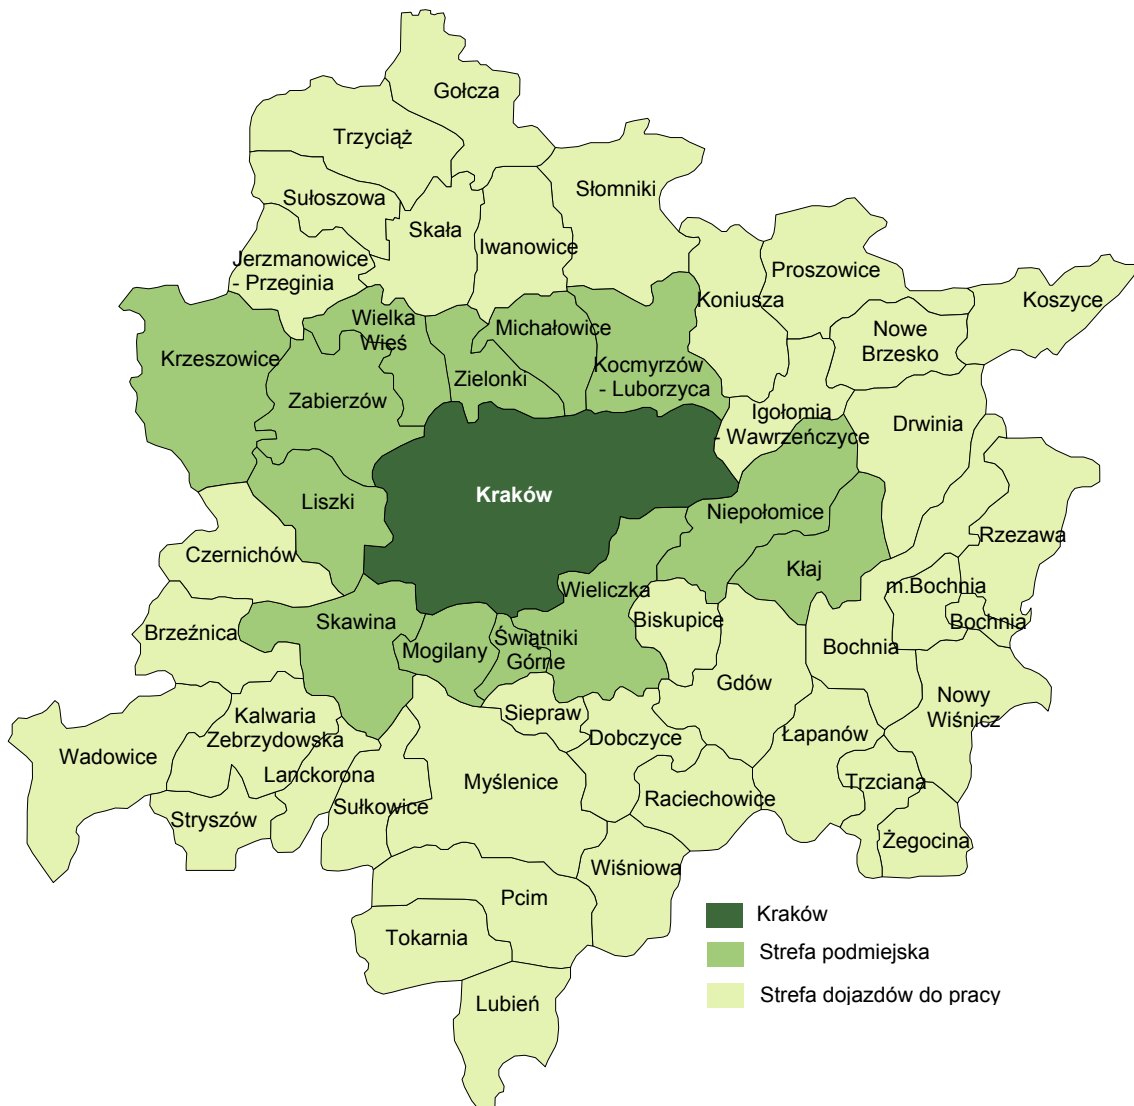 Gołcza
Trzyciąż
Sułoszowa
Słomniki
Skała
Iwanowice
Jerzmanowice
- Przeginia
Proszowice
Koniusza
Koszyce
Wielka
Wieś
Michałowice
Nowe
Brzesko
Krzeszowice
Kocmyrzów
- Luborzyca
Zielonki
Zabierzów
Igołomia
- Wawrzeńczyce
Drwinia
Kraków
Liszki
Niepołomice
Rzezawa
Czernichów
Kłaj
Wieliczka
m.Bochnia
Biskupice
Bochnia
Skawina
Brzeźnica
Świątniki
Górne
Mogilany
Bochnia
Gdów
Nowy
Wiśnicz
Siepraw
Kalwaria
Zebrzydowska
Dobczyce
Łapanów
Wadowice
Lanckorona
Myślenice
Trzciana
Sułkowice
Raciechowice
Stryszów
Żegocina
Wiśniowa
Pcim
Tokarnia
Lubień
Kraków
Strefa podmiejska
Strefa dojazdów do pracy